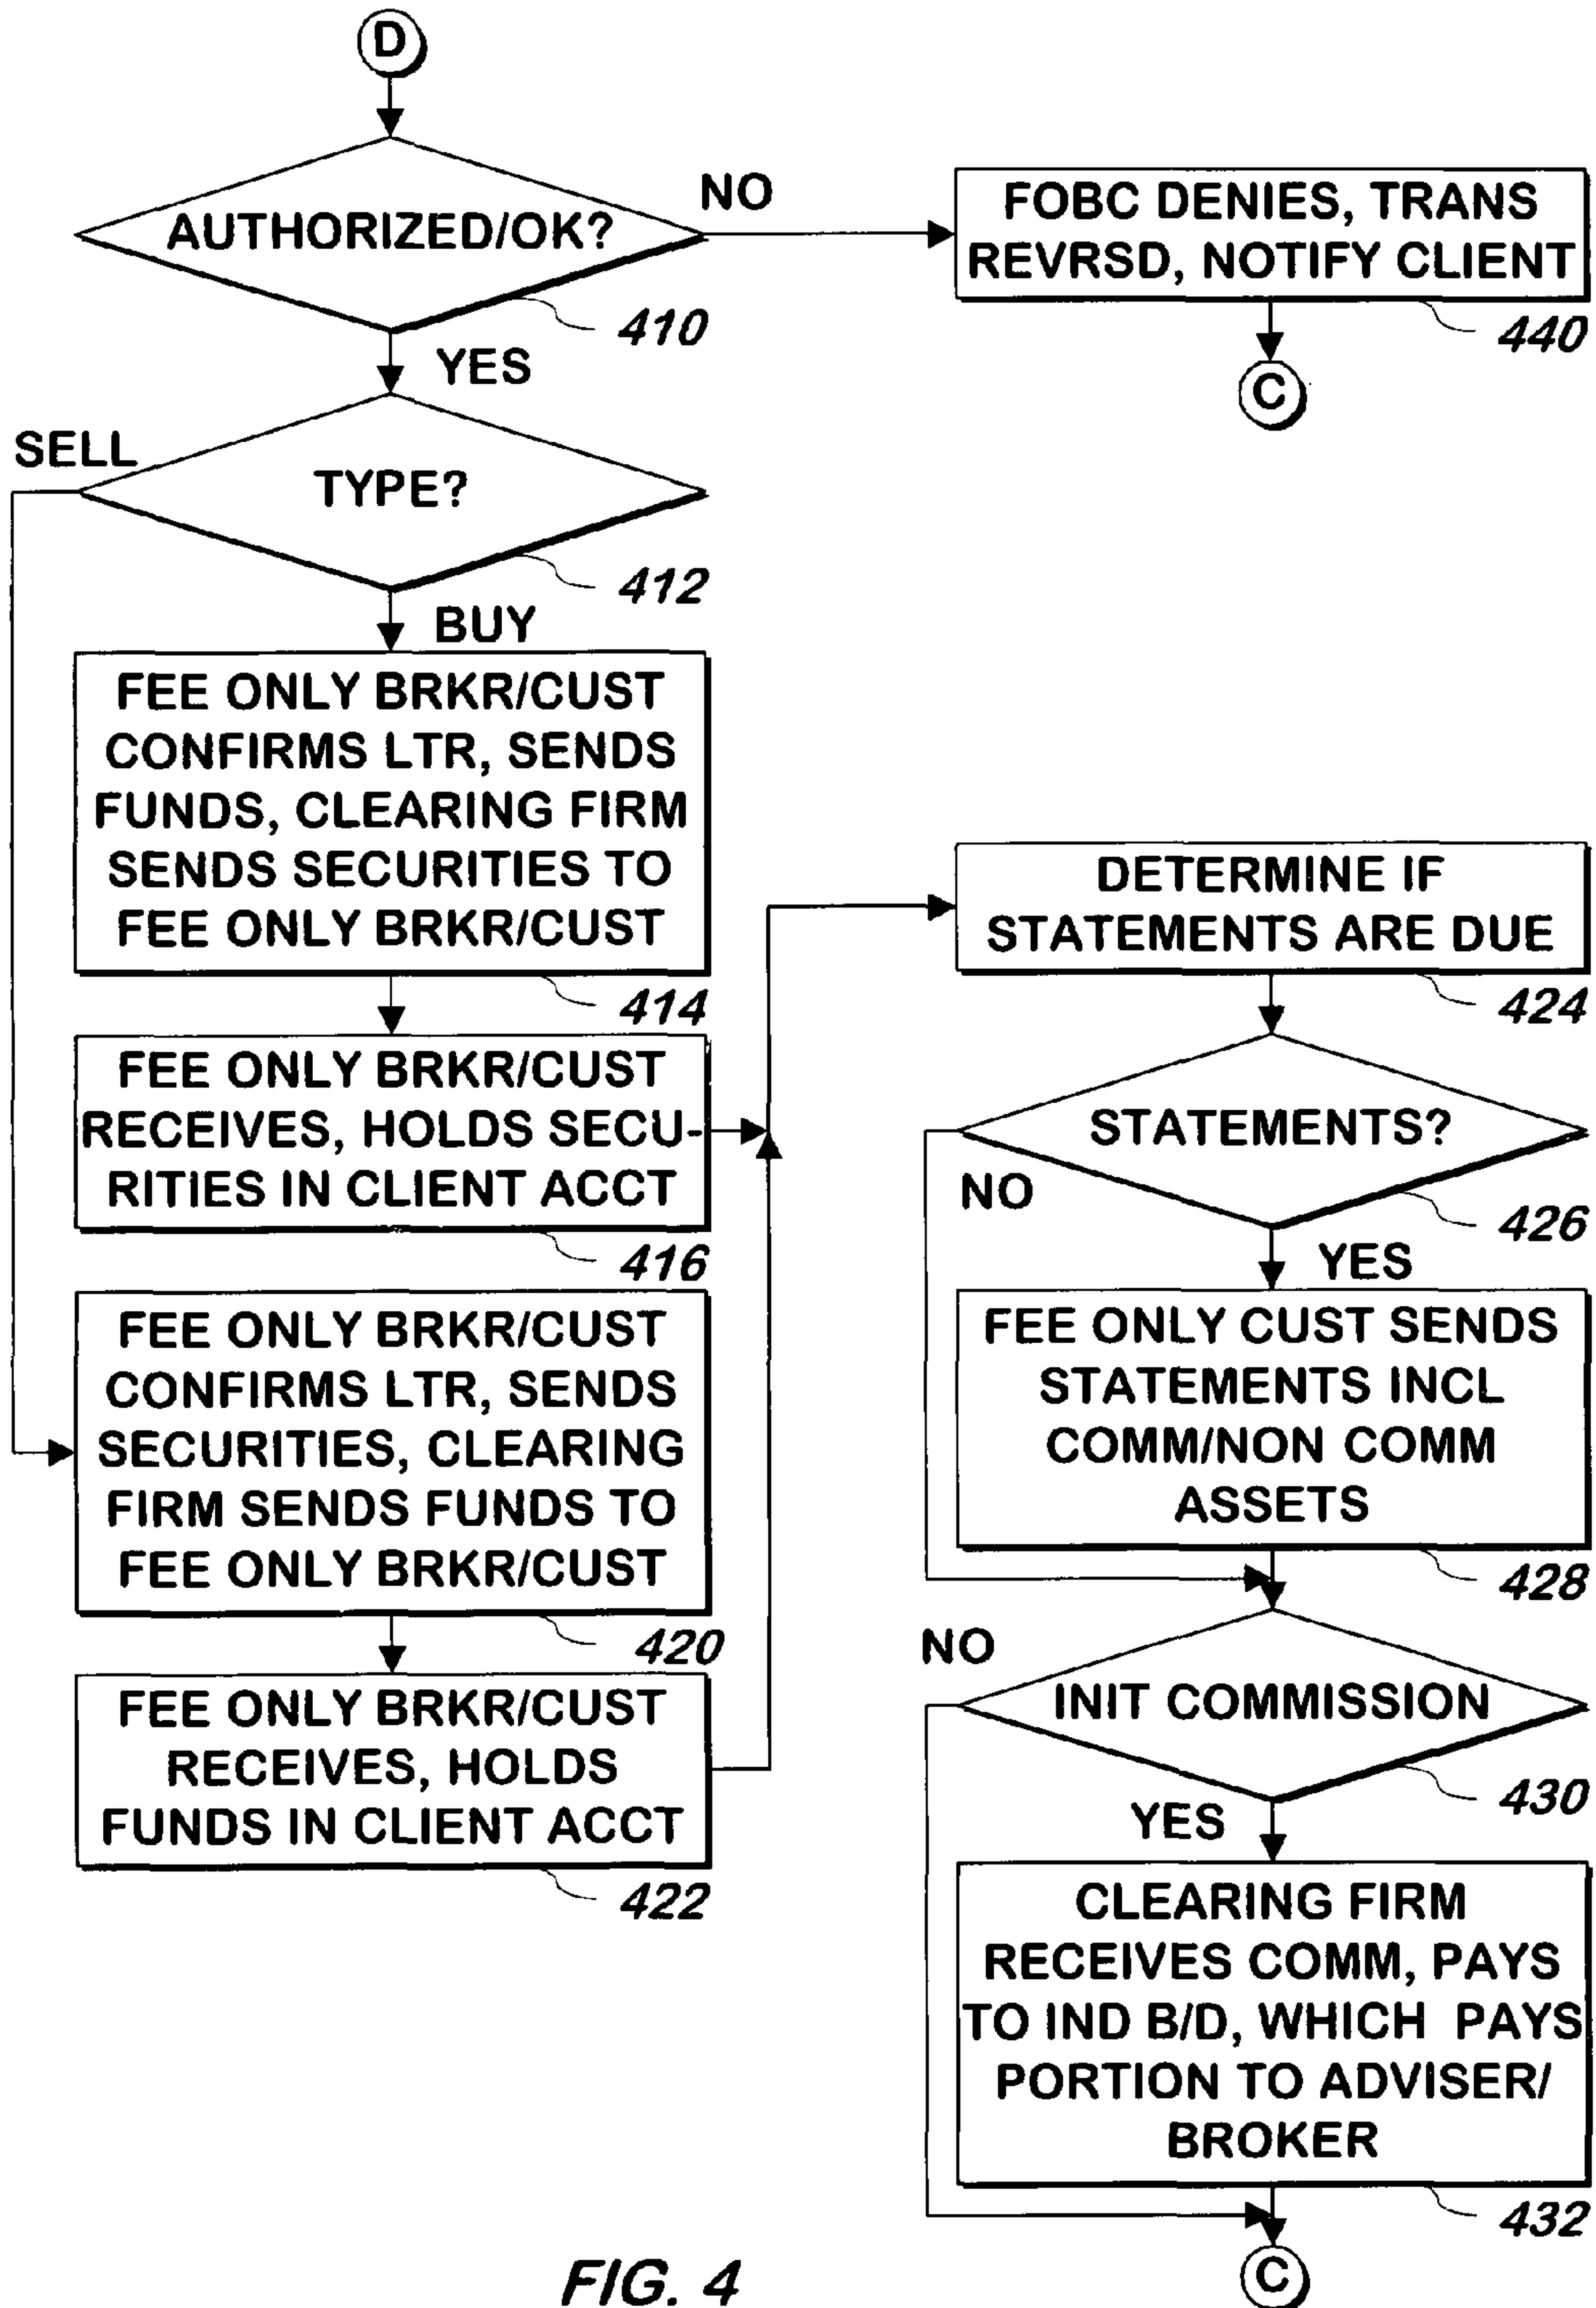 D
AUTHORIZED/OK?
NO
410
YES
FOBC DENIES, TRANS
REVRSD, NOTIFY CLIENT
440
C
SELL
TYPE?
412
BUY
FEE ONLY BRKR/CUST
CONFIRMS LTR, SENDS
FUNDS, CLEARING FIRM
SENDS SECURITIES TO
FEE ONLY BRKR/CUST
414
FEE ONLY BRKR/CUST
RECEIVES, HOLDS SECU-
RITIES IN CLIENT ACCT
416
FEE ONLY BRKR/CUST
CONFIRMS LTR, SENDS
SECURITIES, CLEARING
FIRM SENDS FUNDS TO
FEE ONLY BRKR/CUST
420
FEE ONLY BRKR/CUST
RECEIVES, HOLDS
FUNDS IN CLIENT ACCT
422
DETERMINE IF
STATEMENTS ARE DUE
424
STATEMENTS?
NO
426
YES
FEE ONLY CUST SENDS
STATEMENTS INCL
COMM/NON COMM
ASSETS
428
NO
INIT COMMISSION
430
YES
CLEARING FIRM
RECEIVES COMM, PAYS
TO IND B/D, WHICH PAYS
PORTION TO ADVISER/
BROKER
432
C
FIG. 4